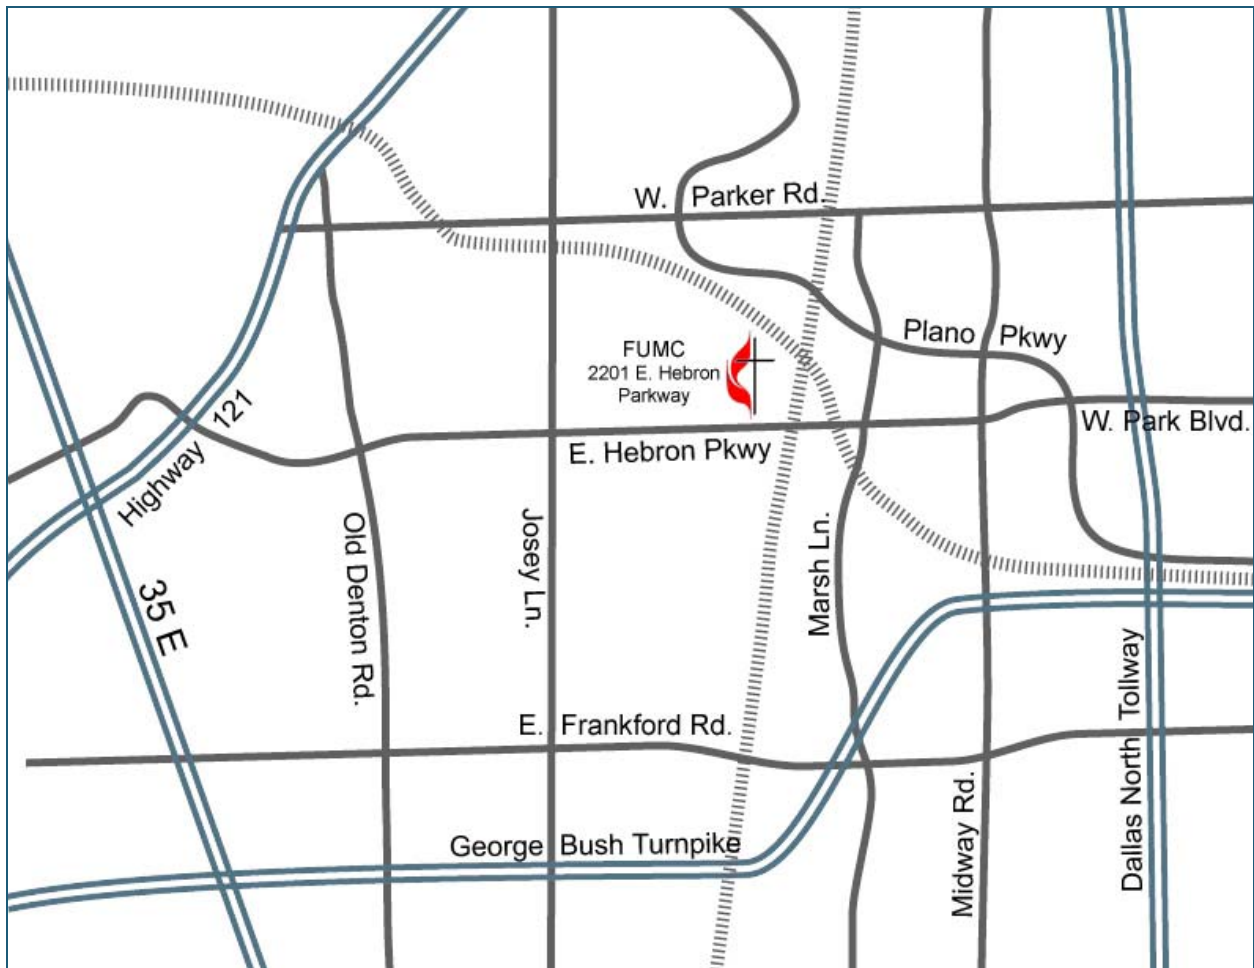 W. Parker Rd.
FUMC
2201 E. Hebron
Parkway
Plano Pkwy
Highway 121
W. Park Blvd.
E. Hebron Pkwy
35 E
Old Denton Rd.
Josey Ln.
Marsh Ln.
E. Frankford Rd.
Dallas North Tollway
Midway Rd.
George Bush Turnpike